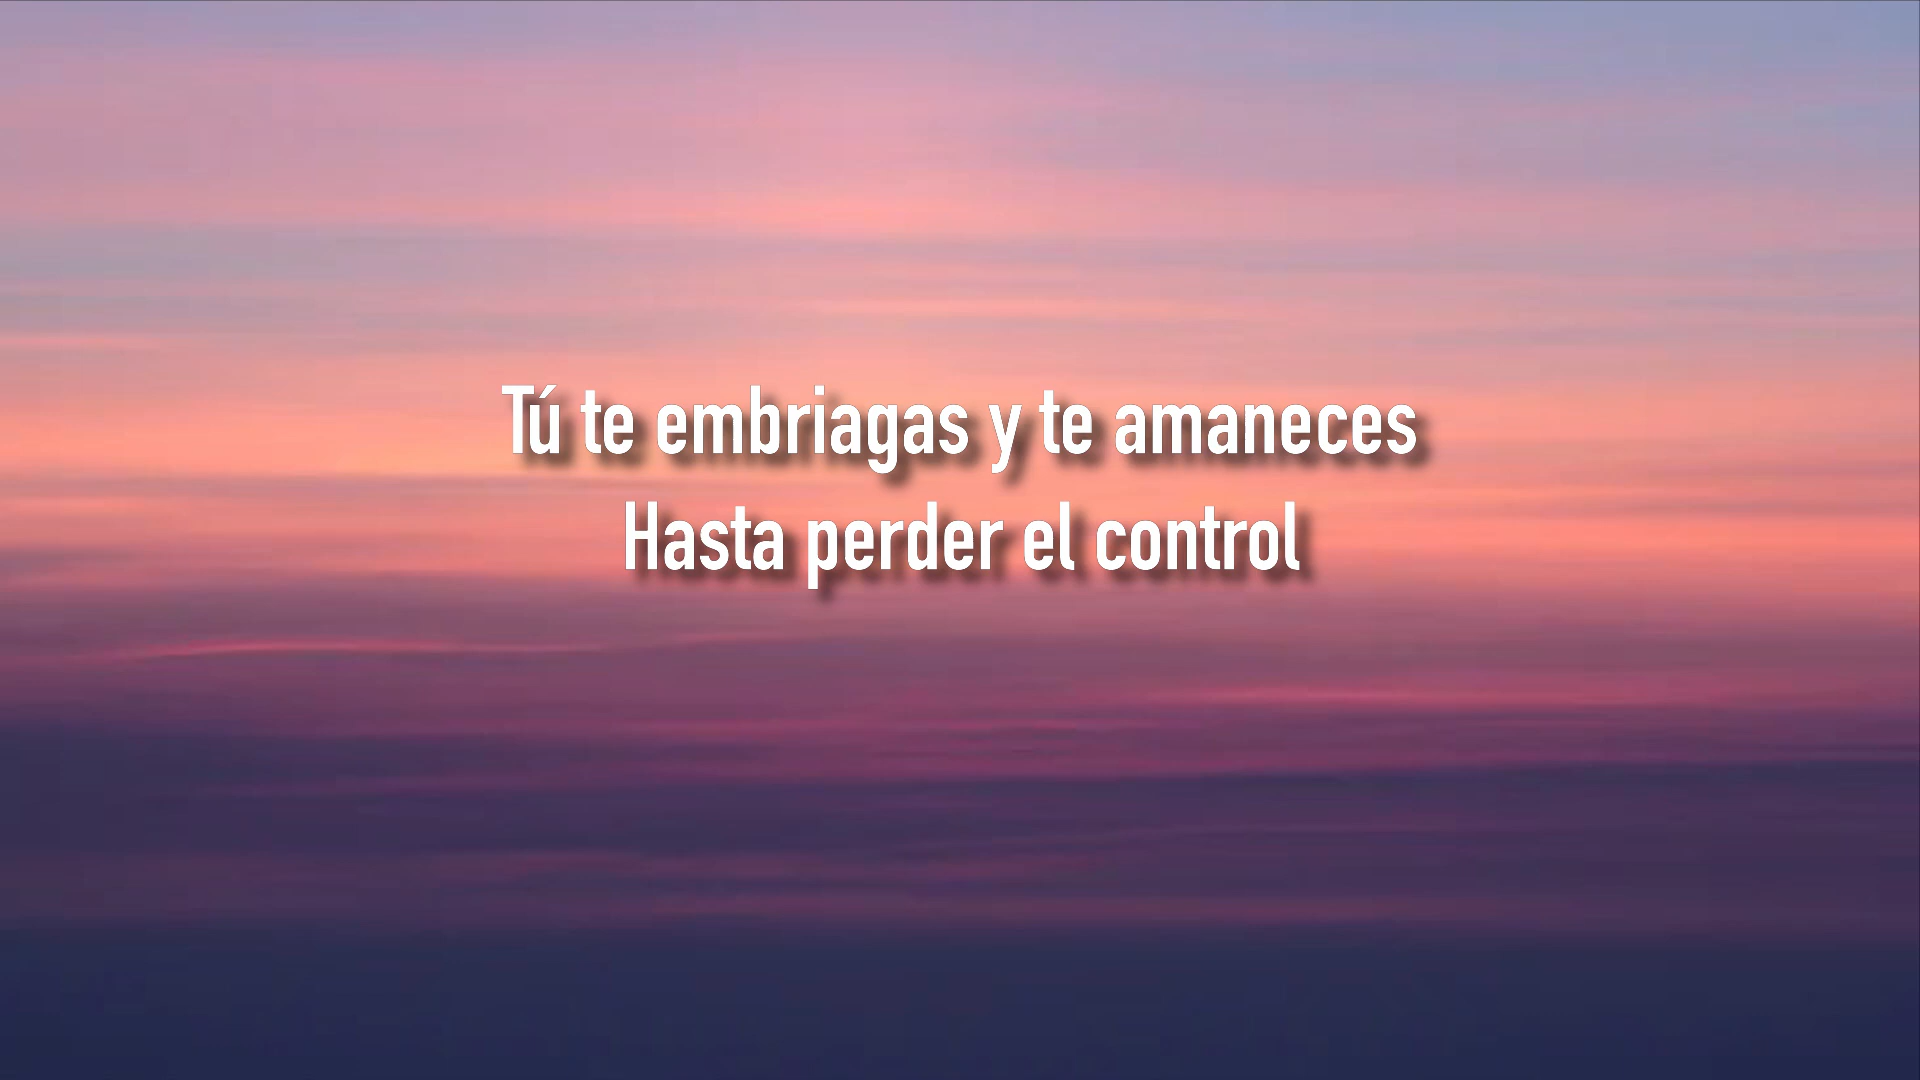 Tú te embriagas y te amaneces
Hasta perder el control